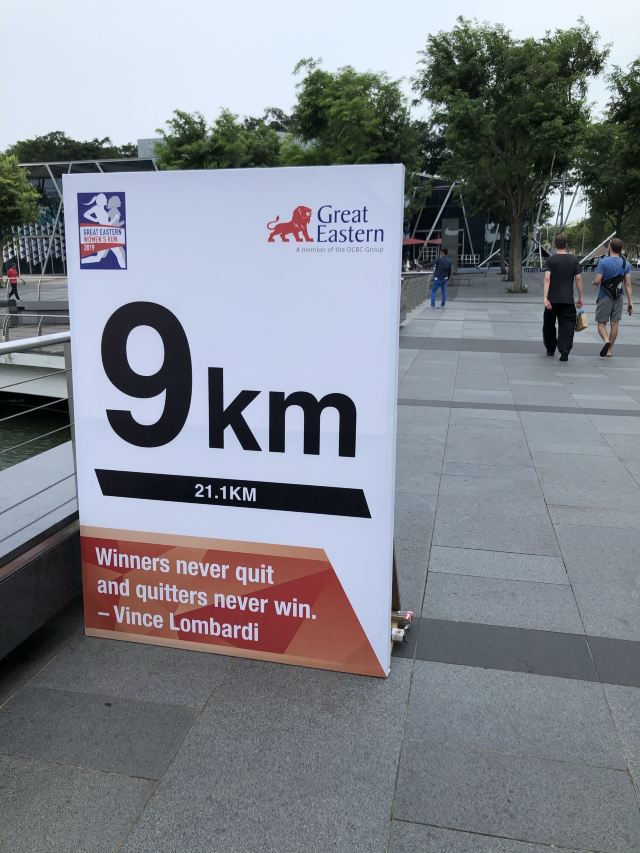 GREAT EASTERN
WOMEN'S RUN
2019
Great
Eastern
A member of the OCBC Group
9km
21.1KM
Winners never quit
and quitters never win.
– Vince Lombardi